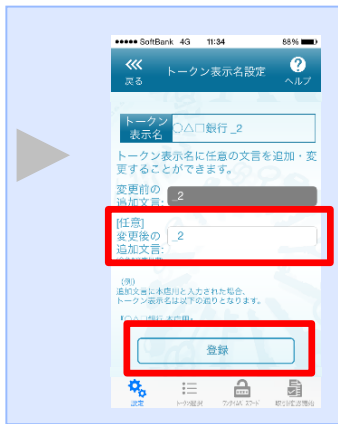 SoftBank 4G 11:34 88%
戻る
トークン表示名設定
?
ヘルプ
トークン
表示名
○△□銀行_2
トークン表示名に任意の文言を追加・変
更することができます。
変更前の
追加文言:
_2
[任意]
変更後の
追加文言:
_2
(例)
追加文言に本店用と入力された場合、
トークン表示名は以下の通りとなります。
登録
設定